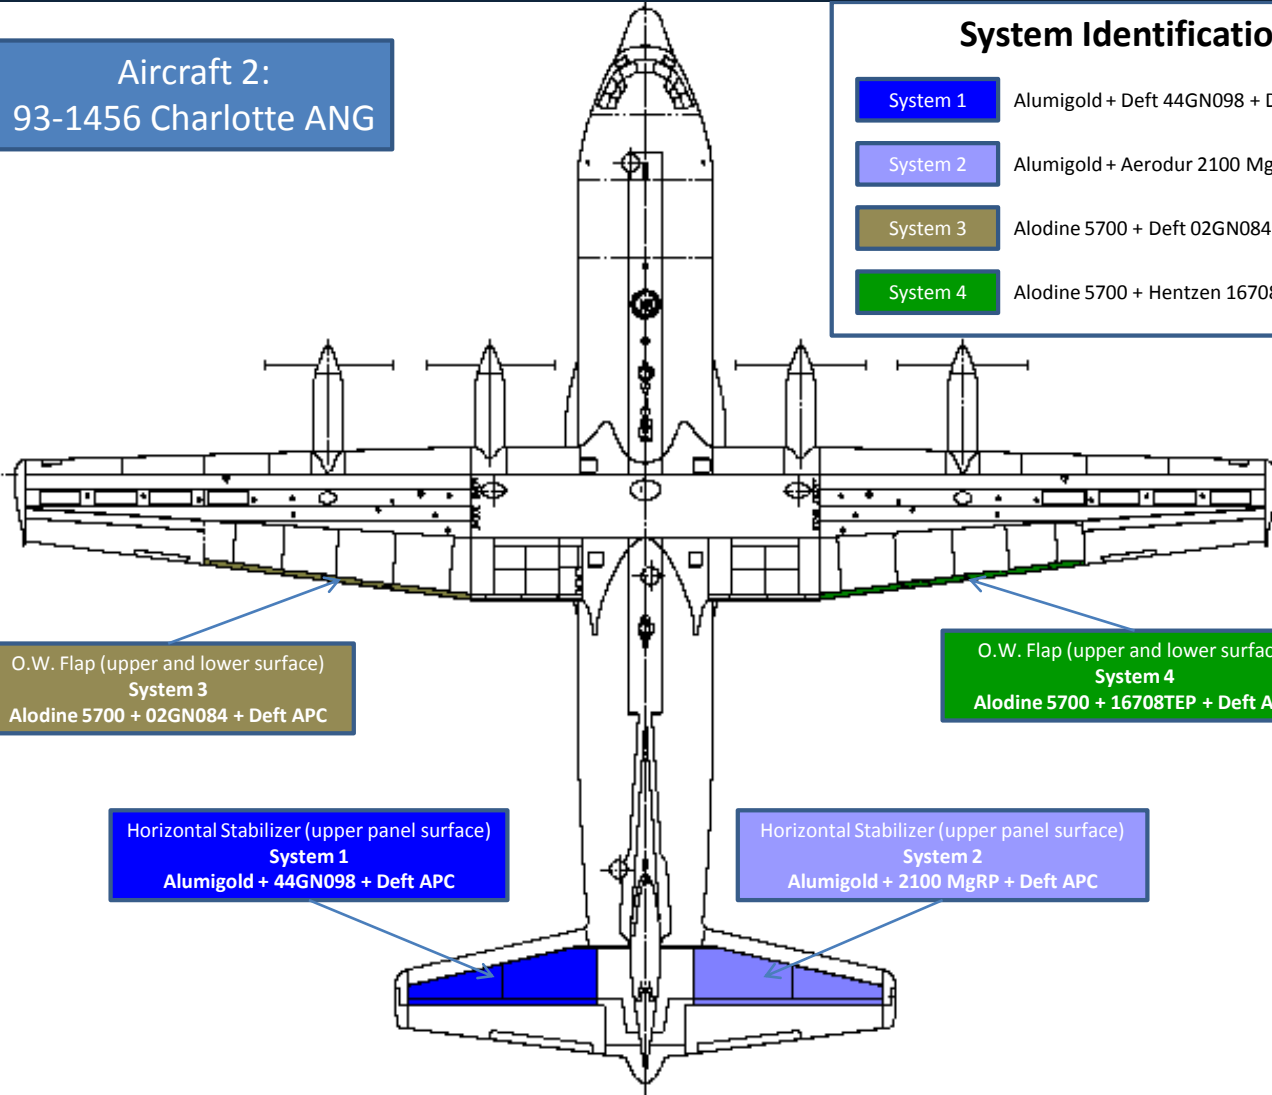 Aircraft 2:
93-1456 Charlotte ANG
System Identificatio
System 1
Alumigold + Deft 44GN098 + D
System 2
Alumigold + Aerodur 2100 Mg
System 3
Alodine 5700 + Deft 02GN084
System 4
Alodine 5700 + Hentzen 16708
O.W. Flap (upper and lower surface)
System 3
Alodine 5700 + 02GN084 + Deft APC
O.W. Flap (upper and lower surfac
System 4
Alodine 5700 + 16708TEP + Deft A
Horizontal Stabilizer (upper panel surface)
System 1
Alumigold + 44GN098 + Deft APC
Horizontal Stabilizer (upper panel surface)
System 2
Alumigold + 2100 MgRP + Deft APC